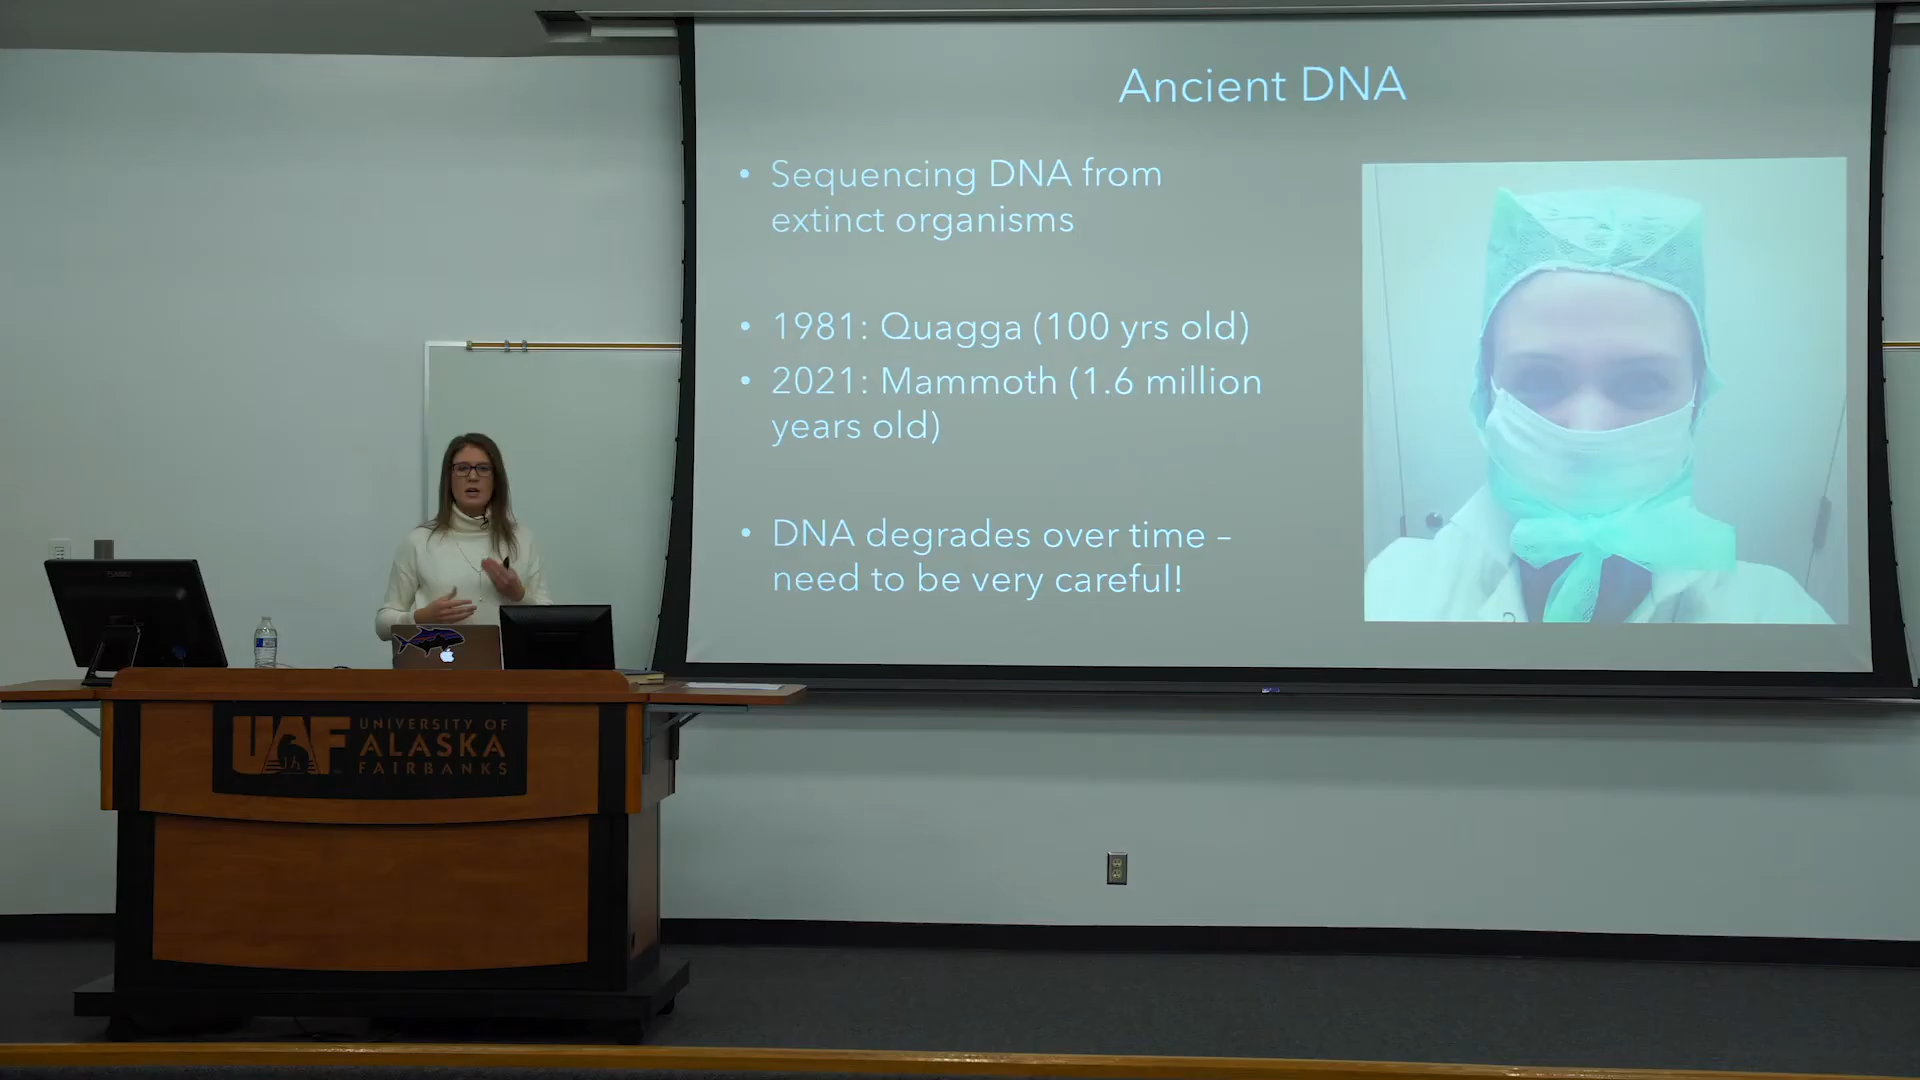 Ancient DNA
• Sequencing DNA from
extinct organisms
• 1981: Quagga (100 yrs old)
• 2021: Mammoth (1.6 million
years old)
• DNA degrades over time –
need to be very careful!
UAF
UNIVERSITY OF
ALASKA
FAIRBANKS